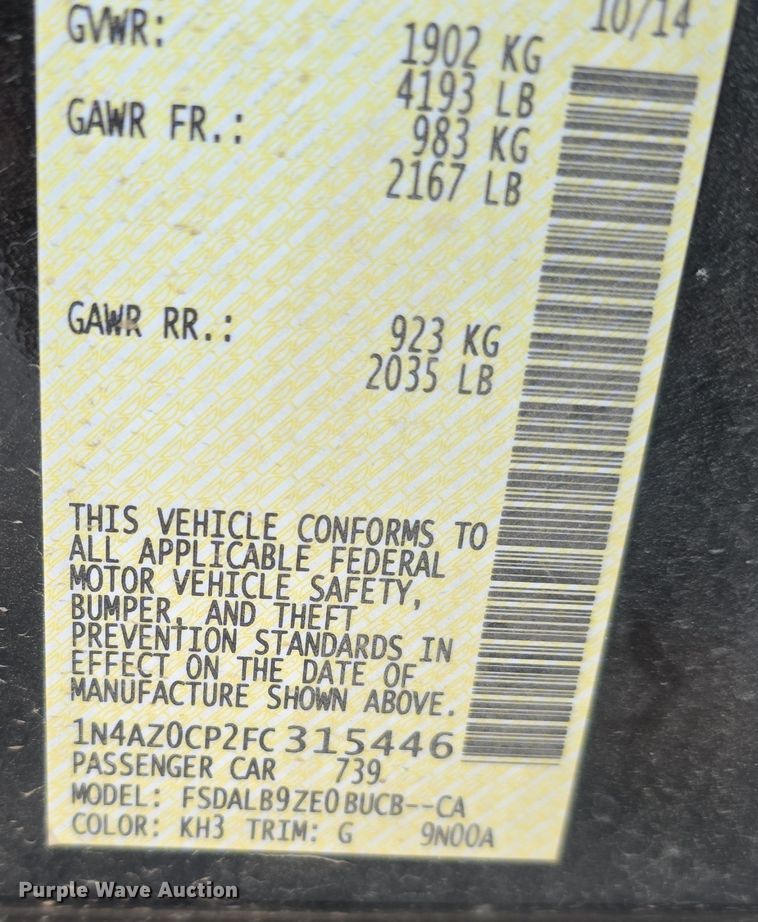 10/14
GVWR: 1902 KG
4193 LB
GAWR FR.: 983 KG
2167 LB
GAWR RR.: 923 KG
2035 LB
THIS VEHICLE CONFORMS TO
ALL APPLICABLE FEDERAL
MOTOR VEHICLE SAFETY,
BUMPER, AND THEFT
PREVENTION STANDARDS IN
EFFECT ON THE DATE OF
MANUFACTURE SHOWN ABOVE.
1N4AZ0CP2FC315446
PASSENGER CAR 739
MODEL: FSDALB9ZE0BUCB--CA
COLOR: KH3 TRIM: G 9N00A
Purple Wave Auction